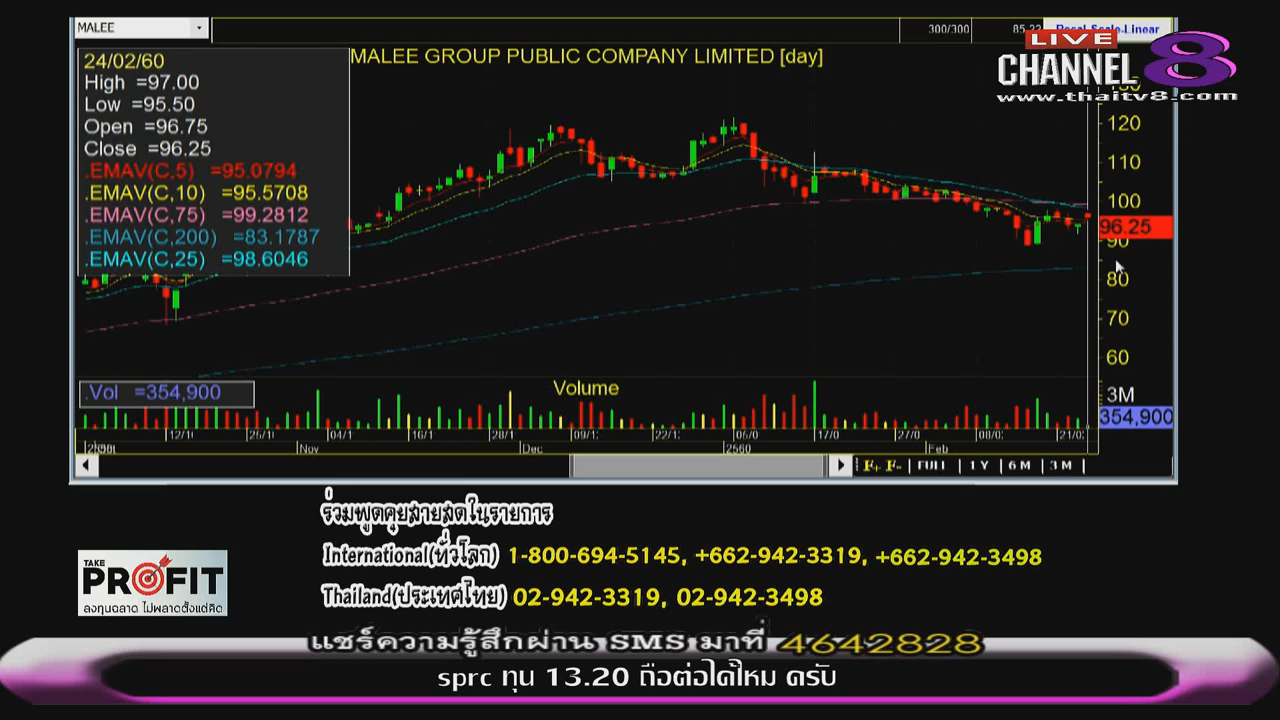 MALEE
300/300
LIVE
CHANNEL 8
www.thaitv8.com
MALEE GROUP PUBLIC COMPANY LIMITED [day]
24/02/60
High =97.00
Low =95.50
Open =96.75
Close =96.25
.EMAV(C,5) =95.0794
.EMAV(C,10) =95.5708
.EMAV(C,75) =99.2812
.EMAV(C,200) =83.1787
.EMAV(C,25) =98.6046
120
110
100
96.25
90
80
70
60
.Vol =354,900
Volume
3M
354,900
Nov
Dec
2560
Feb
F+ F- | FULL | 1 Y | 6 M | 3 M |
ร่วมพูดคุยสายสดในรายการ
International(ทั่วโลก) 1-800-694-5145, +662-942-3319, +662-942-3498
Thailand(ประเทศไทย) 02-942-3319, 02-942-3498
TAKE
PROFIT
ลงทุนฉลาด ไม่พลาดตั้งแต่คิด
แชร์ความรู้สึกผ่าน SMS มาที่ 4642828
sprc ทุน 13.20 ถือต่อได้ไหม ครับ